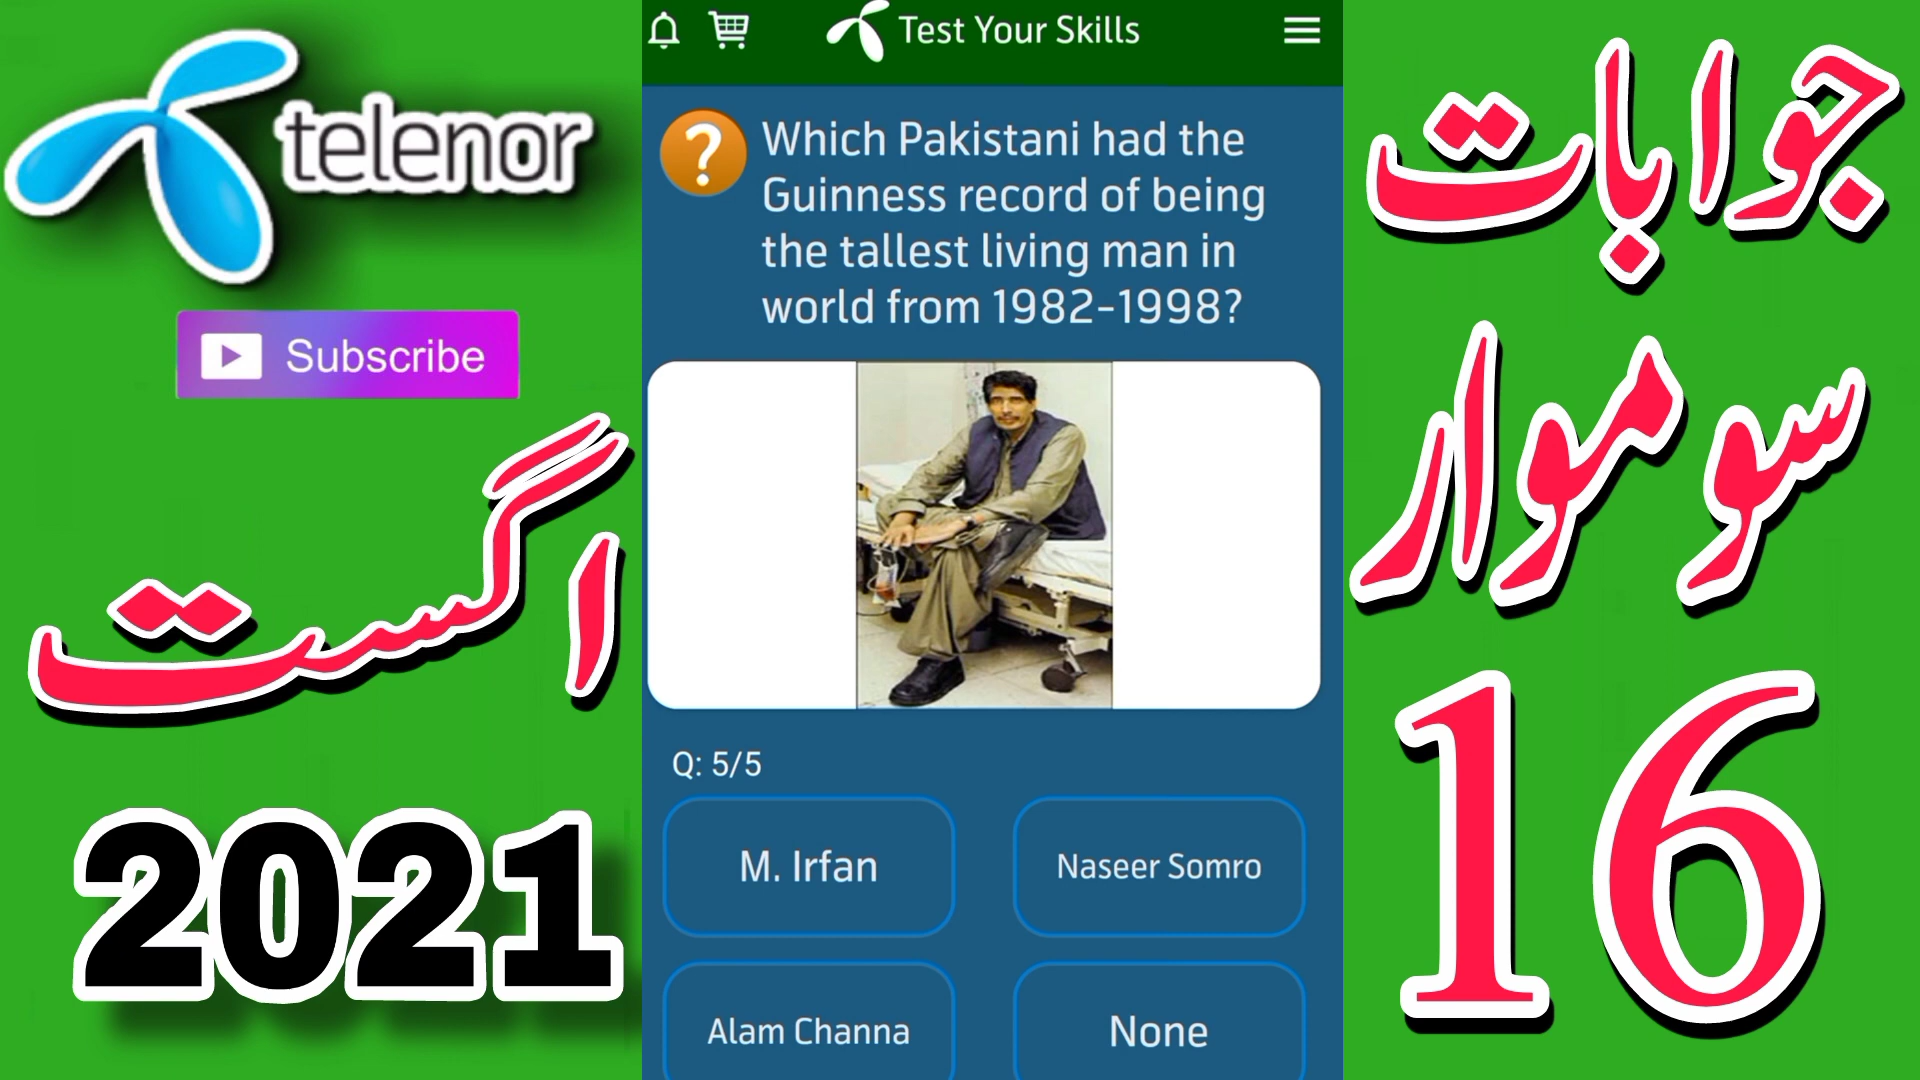 telenor
Subscribe
اگست
2021
Test Your Skills
?
Which Pakistani had the
Guinness record of being
the tallest living man in
world from 1982-1998?
Q: 5/5
M. Irfan
Naseer Somro
Alam Channa
None
جوابات
سوموار
16